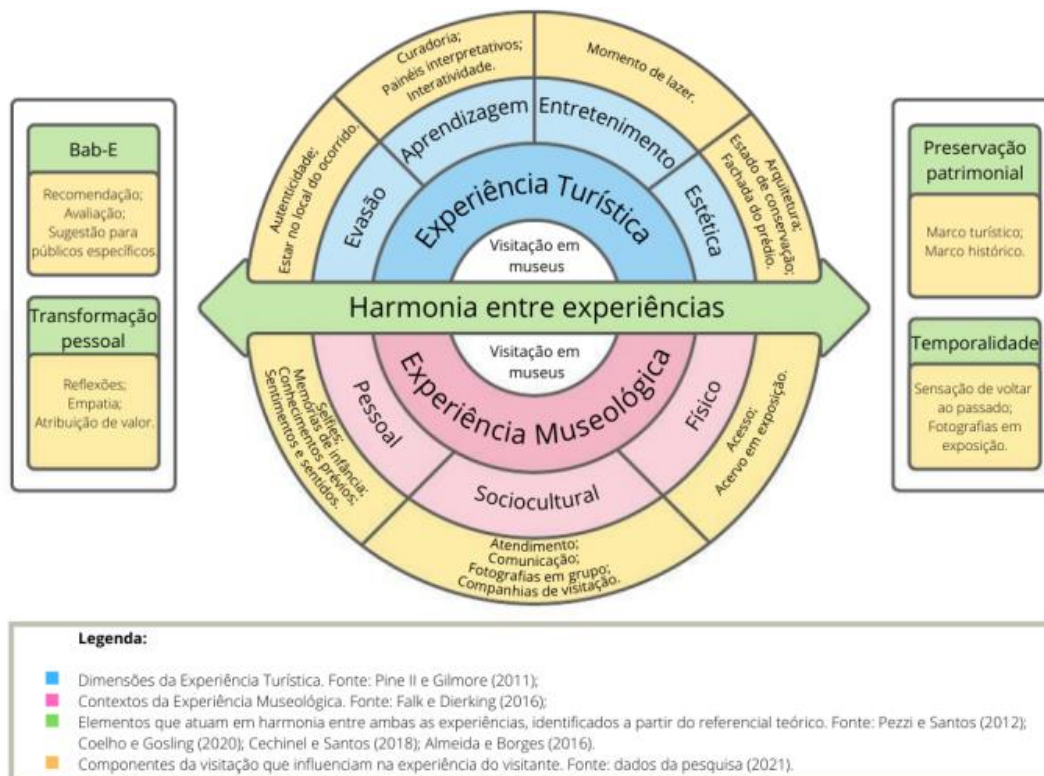 Bab-E
Recomendação;
Avaliação;
Sugestão para
públicos específicos.
Transformação
pessoal
Reflexões;
Empatia;
Atribuição de valor.
Curadoria;
Painéis interpretativos;
Interatividade.
Momento de lazer.
Autenticidade;
Estar no local do ocorrido.
Arquitetura;
Estado de conservação;
Fachada do prédio.
Evasão
Aprendizagem
Entretenimento
Estética
Experiência Turística
Visitação em
museus
Harmonia entre experiências
Visitação em
museus
Experiência Museológica
Pessoal
Sociocultural
Físico
Selfies;
Memórias de infância;
Conhecimentos prévios;
Sentimentos e sentidos.
Atendimento;
Comunicação;
Fotografias em grupo;
Companhias de visitação.
Acesso;
Acervo em exposição.
Preservação
patrimonial
Marco turístico;
Marco histórico.
Temporalidade
Sensação de voltar
ao passado;
Fotografias em
exposição.
Legenda:
Dimensões da Experiência Turística. Fonte: Pine II e Gilmore (2011);
Contextos da Experiência Museológica. Fonte: Falk e Dierking (2016);
Elementos que atuam em harmonia entre ambas as experiências, identificados a partir do referencial teórico. Fonte: Pezzi e Santos (2012);
Coelho e Gosling (2020); Cechinel e Santos (2018); Almeida e Borges (2016).
Componentes da visitação que influenciam na experiência do visitante. Fonte: dados da pesquisa (2021).